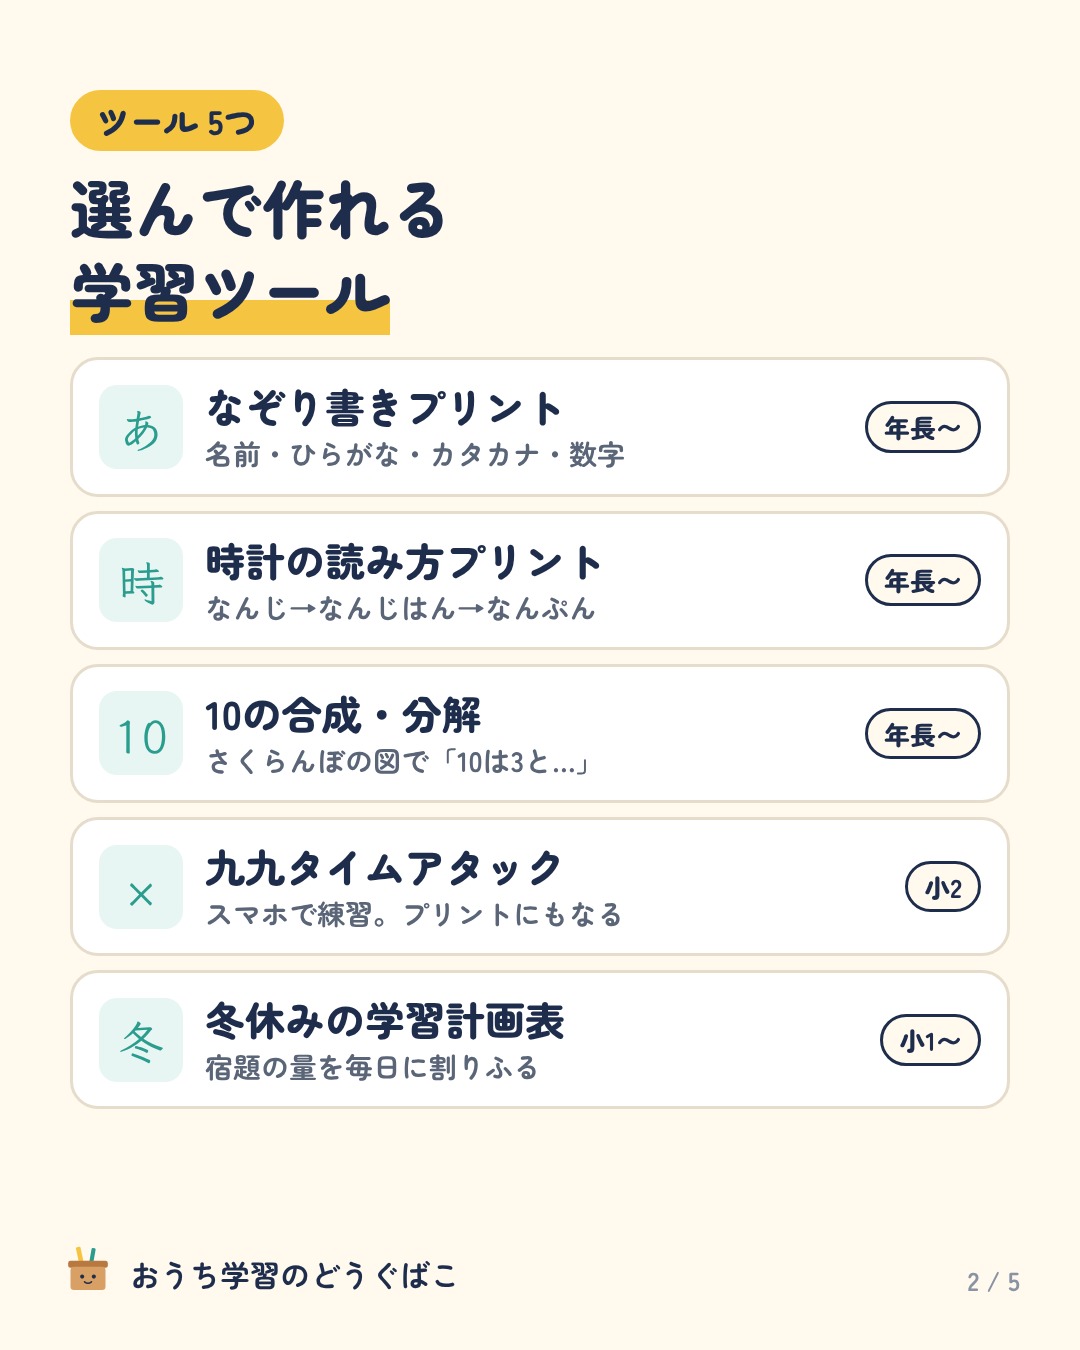 ツール 5つ
選んで作れる
学習ツール
あ
なぞり書きプリント
名前・ひらがな・カタカナ・数字
年長〜
時
時計の読み方プリント
なんじ→なんじはん→なんぷん
年長〜
10
10の合成・分解
さくらんぼの図で「10は3と…」
年長〜
×
九九タイムアタック
スマホで練習。プリントにもなる
小2
冬
冬休みの学習計画表
宿題の量を毎日に割りふる
小1〜
おうち学習のどうぐばこ
2 / 5